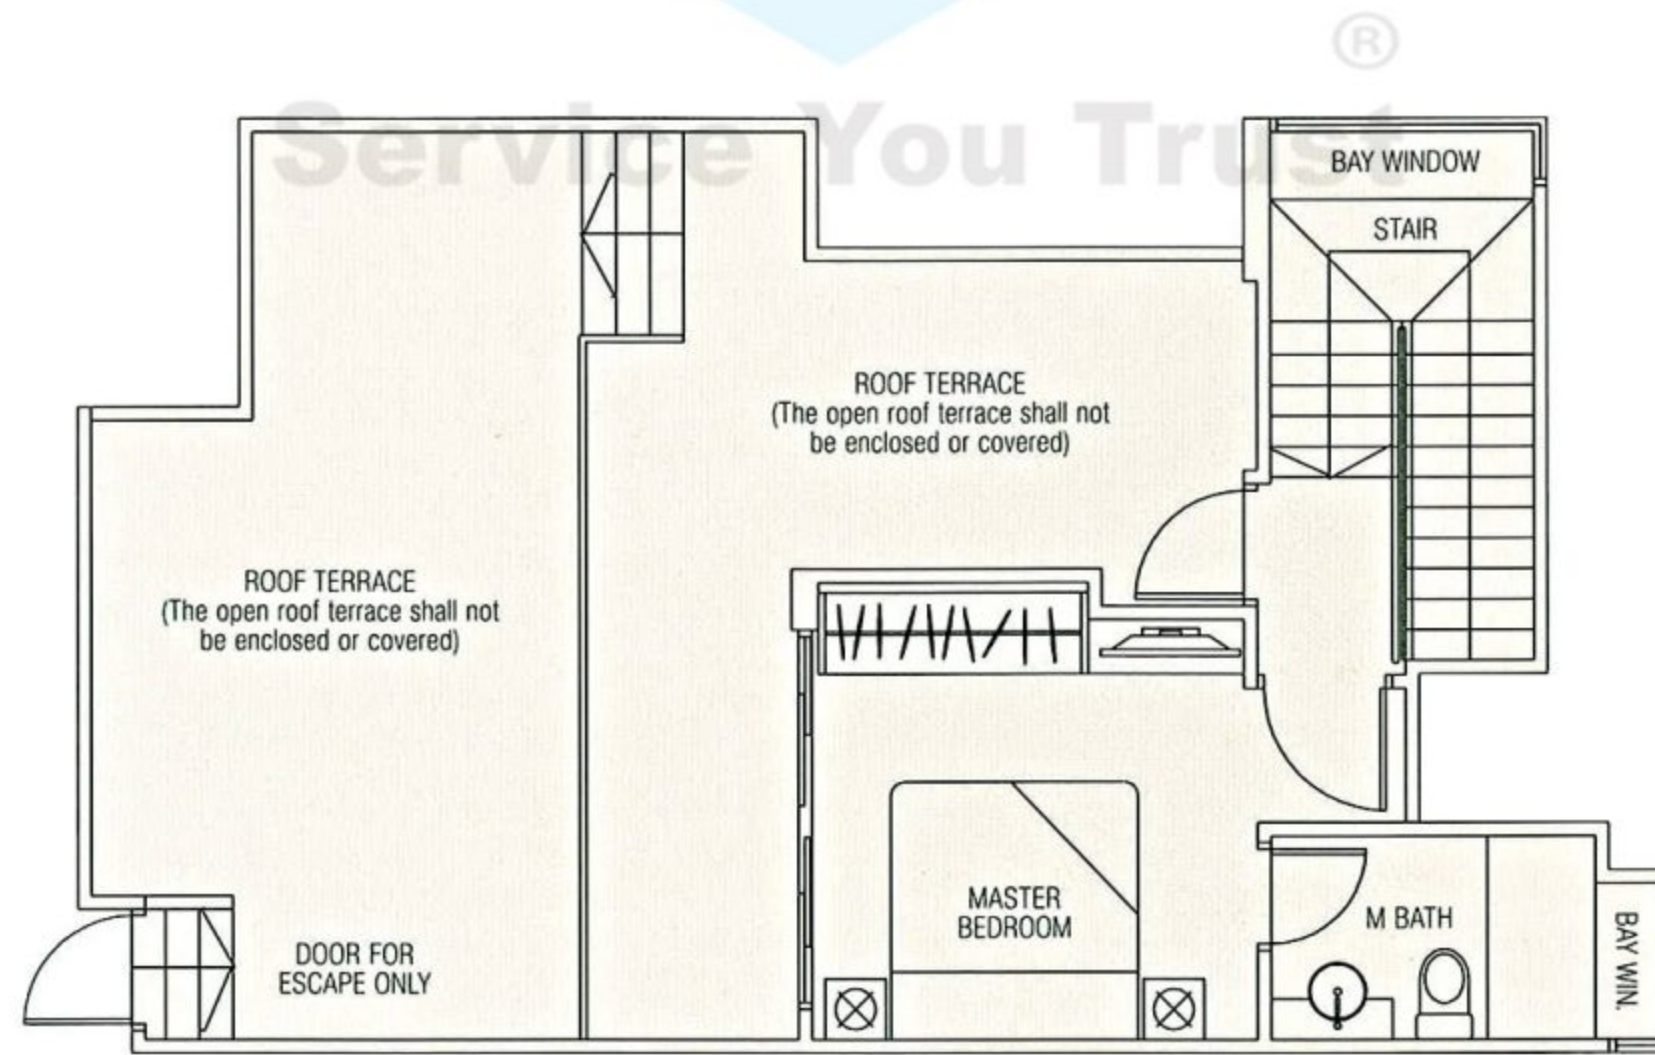 ®
Service You Trust
BAY WINDOW
STAIR
ROOF TERRACE
(The open roof terrace shall not
be enclosed or covered)
ROOF TERRACE
(The open roof terrace shall not
be enclosed or covered)
MASTER
BEDROOM
M BATH
BAY WIN.
DOOR FOR
ESCAPE ONLY